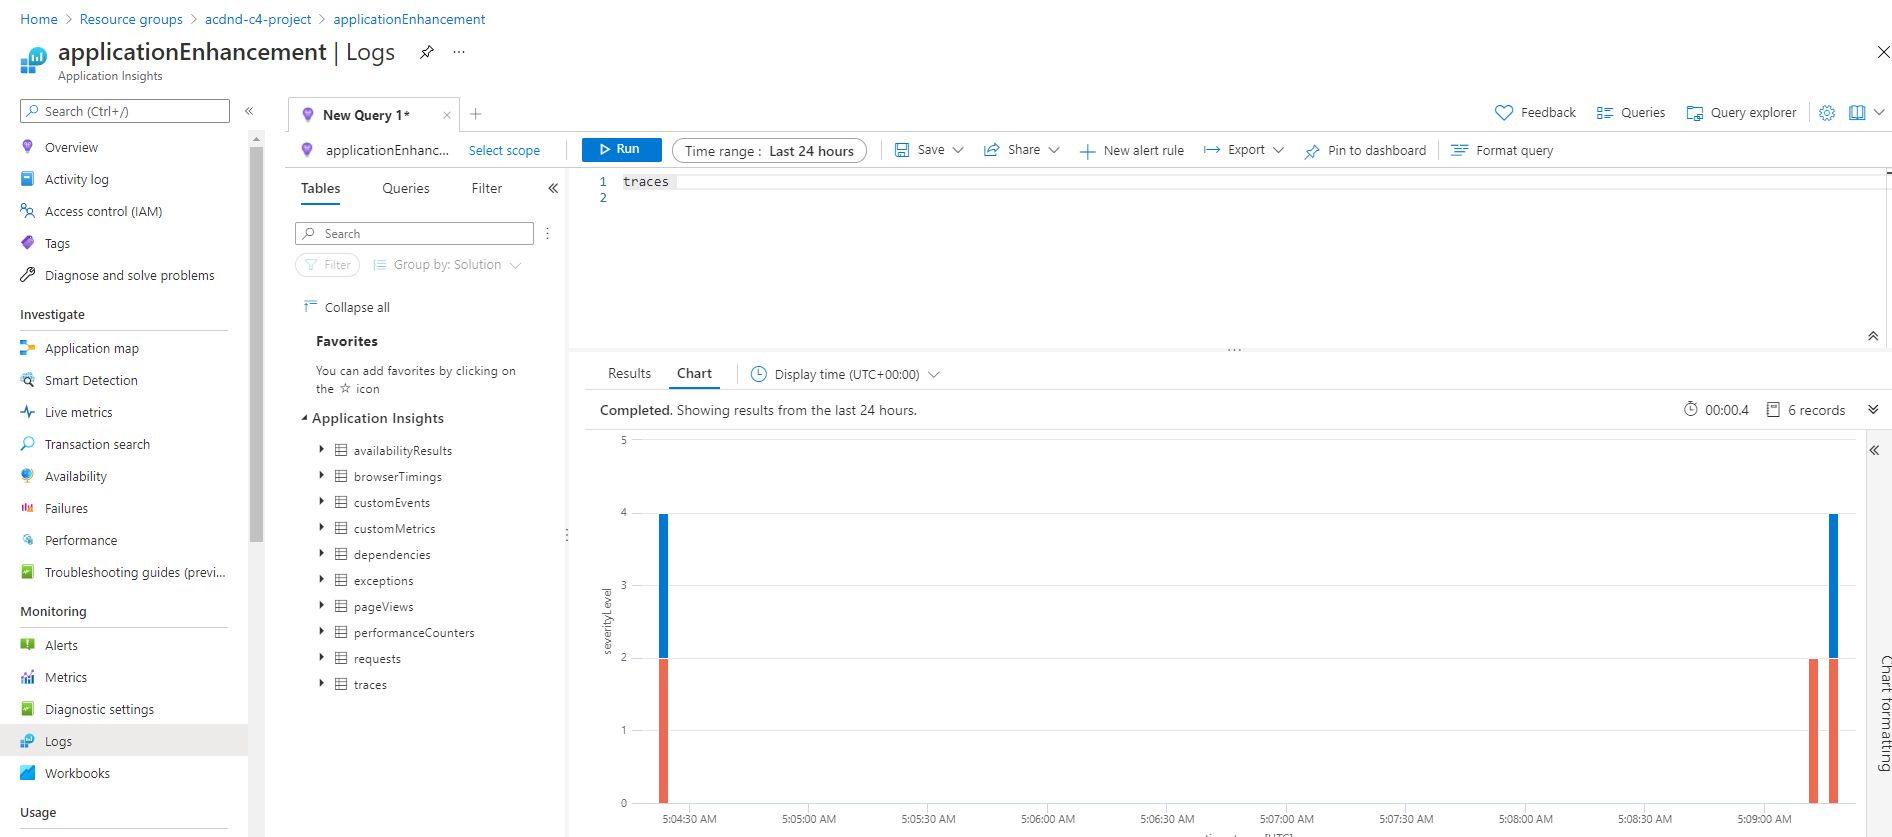 Home > Resource groups > acdnd-c4-project > applicationEnhancement
applicationEnhancement | Logs
Application Insights
Search (Ctrl+/)
Overview
Activity log
Access control (IAM)
Tags
Diagnose and solve problems
Investigate
Application map
Smart Detection
Live metrics
Transaction search
Availability
Failures
Performance
Troubleshooting guides (previ...
Monitoring
Alerts
Metrics
Diagnostic settings
Logs
Workbooks
Usage
New Query 1*
Feedback
Queries
Query explorer
applicationEnhanc...
Select scope
Run
Time range : Last 24 hours
Save
Share
New alert rule
Export
Pin to dashboard
Format query
Tables
Queries
Filter
Search
Filter
Group by: Solution
Collapse all
Favorites
You can add favorites by clicking on
the ☆ icon
Application Insights
availabilityResults
browserTimings
customEvents
customMetrics
dependencies
exceptions
pageViews
performanceCounters
requests
traces
1 traces
2
Results
Chart
Display time (UTC+00:00)
Completed. Showing results from the last 24 hours.
00:00.4
6 records
5
4
3
2
1
0
severityLevel
5:04:30 AM
5:05:00 AM
5:05:30 AM
5:06:00 AM
5:06:30 AM
5:07:00 AM
5:07:30 AM
5:08:00 AM
5:08:30 AM
5:09:00 AM
Chart formatting